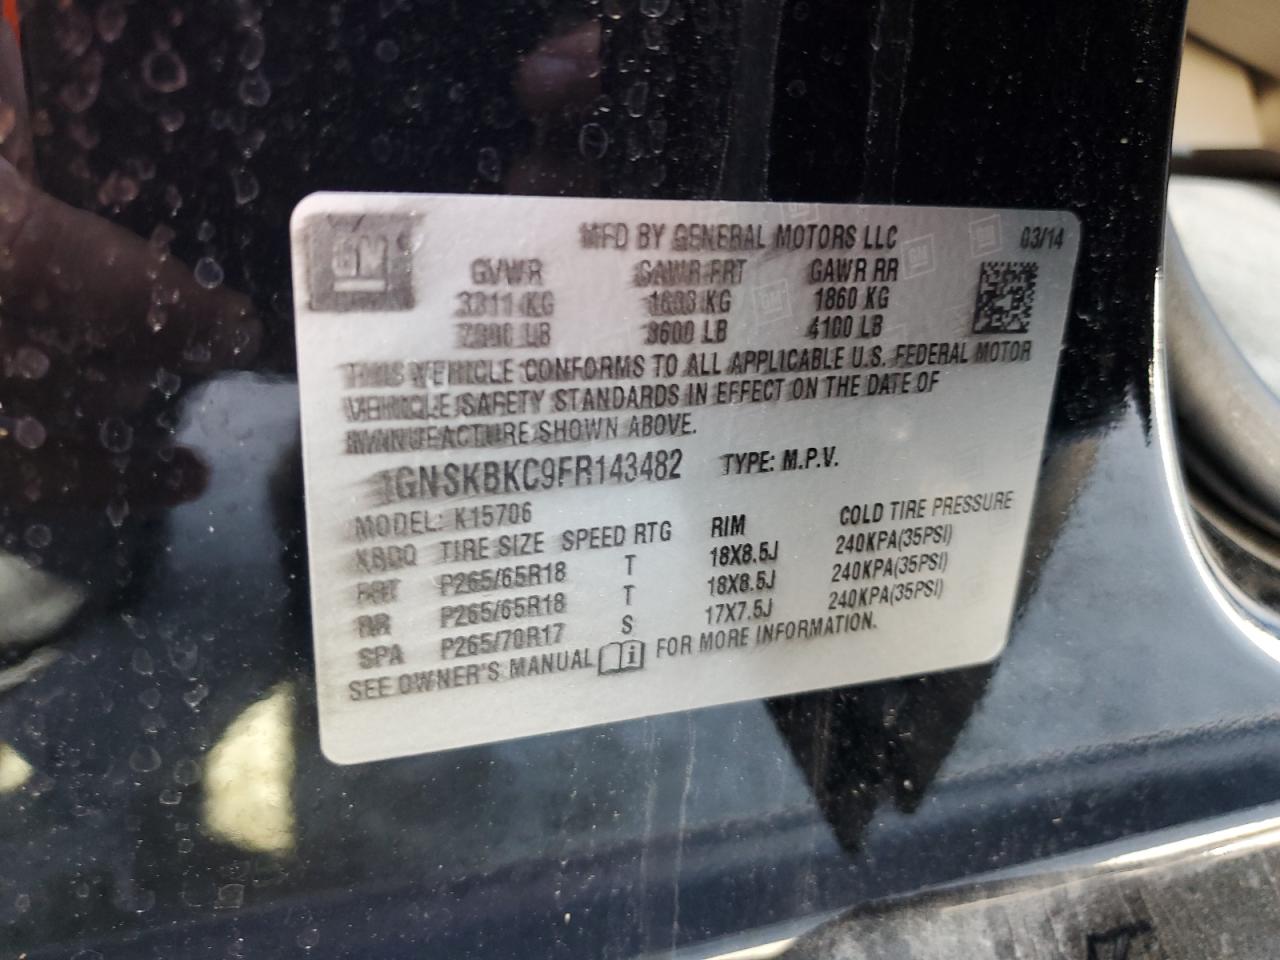 GM
MFD BY GENERAL MOTORS LLC 03/14
GVWR GAWR FRT GAWR RR
3311 KG KG 1860 KG
LB 3600 LB 4100 LB
THIS VEHICLE CONFORMS TO ALL APPLICABLE U.S. FEDERAL MOTOR
VEHICLE SAFETY STANDARDS IN EFFECT ON THE DATE OF
MANUFACTURE SHOWN ABOVE.
1GNSKBKC9FR143482 TYPE: M.P.V.
MODEL: K15706
TIRE SIZE SPEED RTG RIM COLD TIRE PRESSURE
FRT P265/65R18 T 18X8.5J 240KPA(35PSI)
RR P265/65R18 T 18X8.5J 240KPA(35PSI)
SPA P265/70R17 S 17X7.5J 240KPA(35PSI)
SEE OWNER'S MANUAL i FOR MORE INFORMATION.